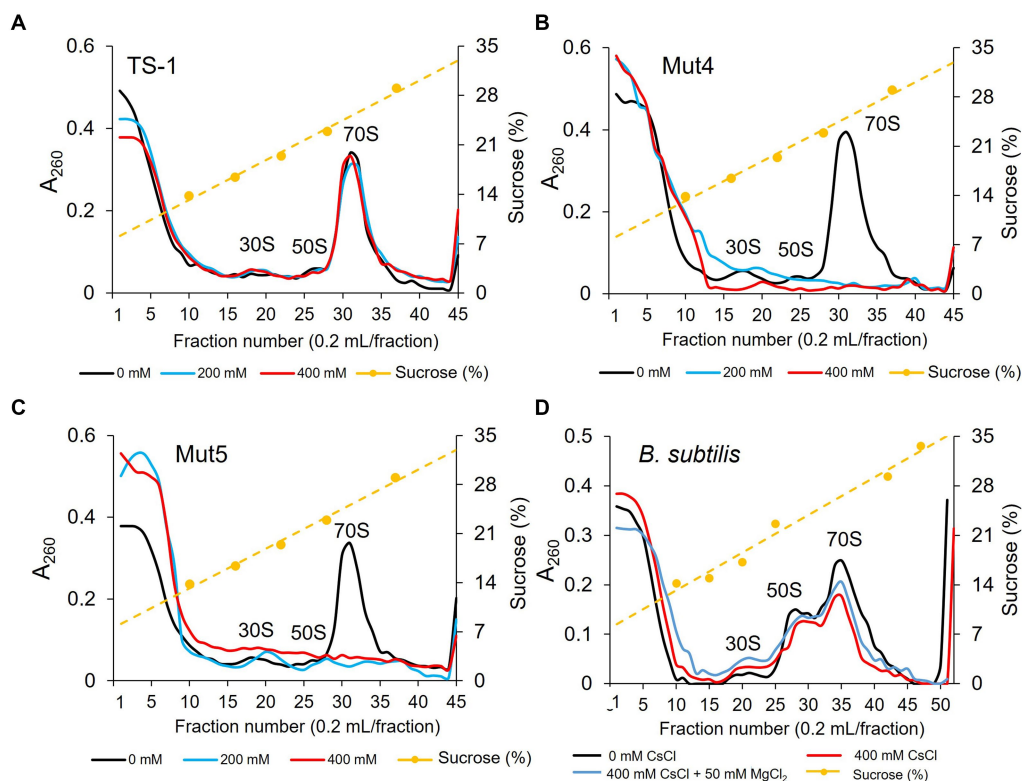 A
TS-1
0.6
0.4
0.2
0
35
28
21
14
7
0
A260
Sucrose (%)
30S
50S
70S
1 5 10 15 20 25 30 35 40 45
Fraction number (0.2 mL/fraction)
0 mM 200 mM 400 mM Sucrose (%)
B
Mut4
0.6
0.4
0.2
0
35
28
21
14
7
0
A260
Sucrose (%)
30S
50S
70S
1 5 10 15 20 25 30 35 40 45
Fraction number (0.2 mL/fraction)
0 mM 200 mM 400 mM Sucrose (%)
C
Mut5
0.6
0.4
0.2
0
35
28
21
14
7
0
A260
Sucrose (%)
30S
50S
70S
1 5 10 15 20 25 30 35 40 45
Fraction number (0.2 mL/fraction)
0 mM 200 mM 400 mM Sucrose (%)
D
B. subtilis
0.5
0.4
0.3
0.2
0.1
0
35
28
21
14
7
0
A260
Sucrose (%)
30S
50S
70S
1 5 10 15 20 25 30 35 40 45 50
Fraction number (0.2 mL/fraction)
0 mM CsCl 400 mM CsCl
400 mM CsCl + 50 mM MgCl2 Sucrose (%)